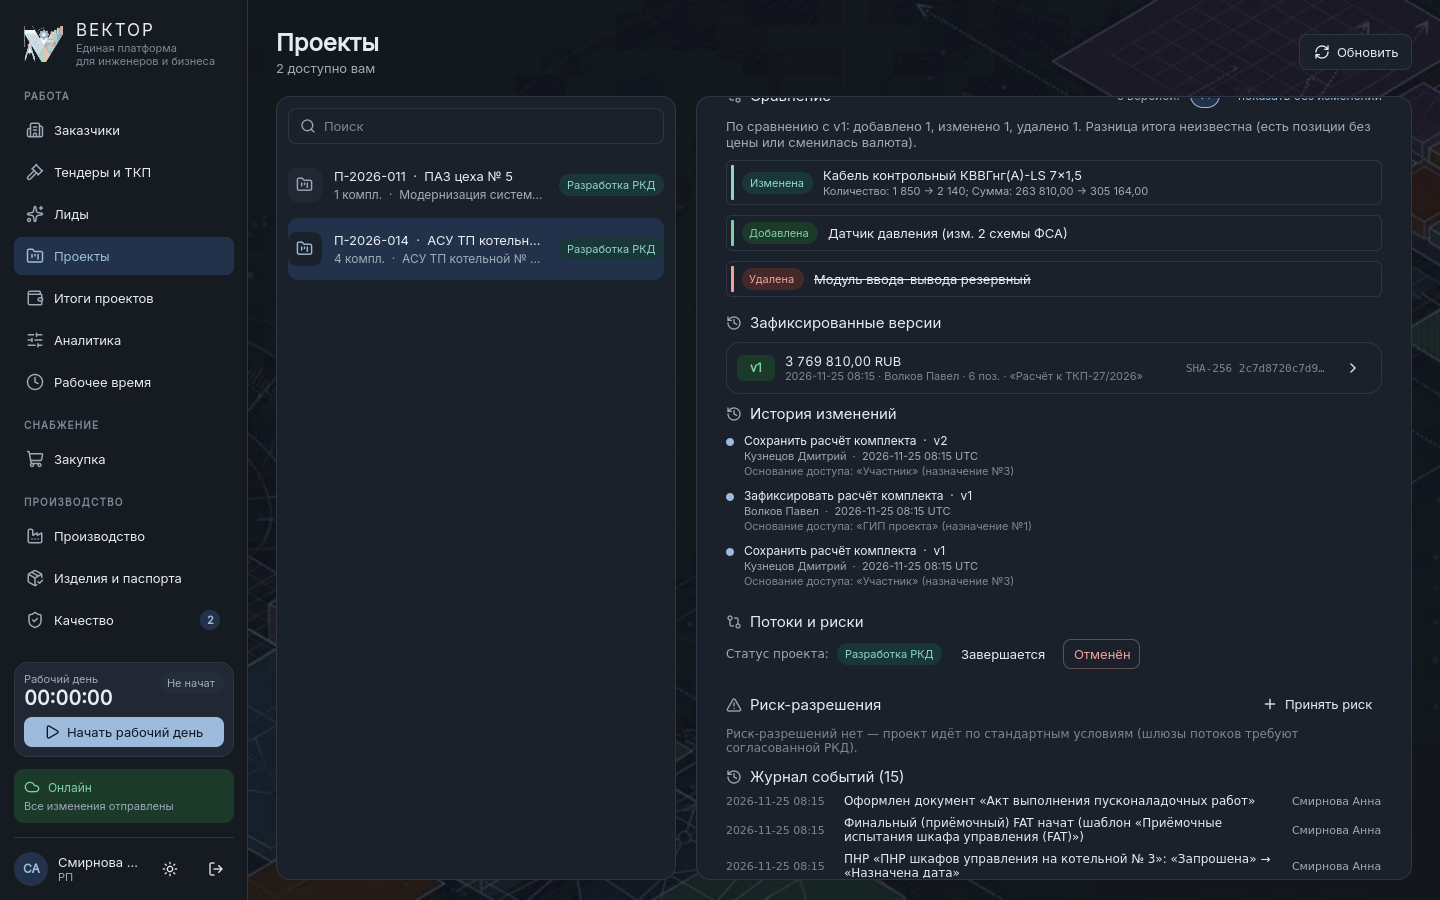 ВЕКТОР
Единая платформа
для инженеров и бизнеса
РАБОТА
Заказчики
Тендеры и ТКП
Лиды
Проекты
Итоги проектов
Аналитика
Рабочее время
СНАБЖЕНИЕ
Закупка
ПРОИЗВОДСТВО
Производство
Изделия и паспорта
Качество
2
Рабочий день
Не начат
00:00:00
Начать рабочий день
Онлайн
Все изменения отправлены
СА
Смирнова ...
РП
Проекты
2 доступно вам
Обновить
Поиск
П-2026-011 · ПАЗ цеха № 5
1 компл. · Модернизация систем...
Разработка РКД
П-2026-014 · АСУ ТП котельн...
4 компл. · АСУ ТП котельной № ...
Разработка РКД
Сравнение
с версией:
показать без изменений
По сравнению с v1: добавлено 1, изменено 1, удалено 1. Разница итога неизвестна (есть позиции без
цены или сменилась валюта).
Изменена
Кабель контрольный КВВГнг(А)-LS 7×1,5
Количество: 1 850 → 2 140; Сумма: 263 810,00 → 305 164,00
Добавлена
Датчик давления (изм. 2 схемы ФСА)
Удалена
Модуль ввода-вывода резервный
Зафиксированные версии
v1
3 769 810,00 RUB
2026-11-25 08:15 · Волков Павел · 6 поз. · «Расчёт к ТКП-27/2026»
SHA-256 2c7d8720c7d9…
История изменений
Сохранить расчёт комплекта · v2
Кузнецов Дмитрий · 2026-11-25 08:15 UTC
Основание доступа: «Участник» (назначение №3)
Зафиксировать расчёт комплекта · v1
Волков Павел · 2026-11-25 08:15 UTC
Основание доступа: «ГИП проекта» (назначение №1)
Сохранить расчёт комплекта · v1
Кузнецов Дмитрий · 2026-11-25 08:15 UTC
Основание доступа: «Участник» (назначение №3)
Потоки и риски
Статус проекта:
Разработка РКД
Завершается
Отменён
Риск-разрешения
Принять риск
Риск-разрешений нет — проект идёт по стандартным условиям (шлюзы потоков требуют
согласованной РКД).
Журнал событий (15)
2026-11-25 08:15
Оформлен документ «Акт выполнения пусконаладочных работ»
Смирнова Анна
2026-11-25 08:15
Финальный (приёмочный) FAT начат (шаблон «Приёмочные
испытания шкафа управления (FAT)»)
Смирнова Анна
2026-11-25 08:15
ПНР «ПНР шкафов управления на котельной № 3»: «Запрошена» →
«Назначена дата»
Смирнова Анна